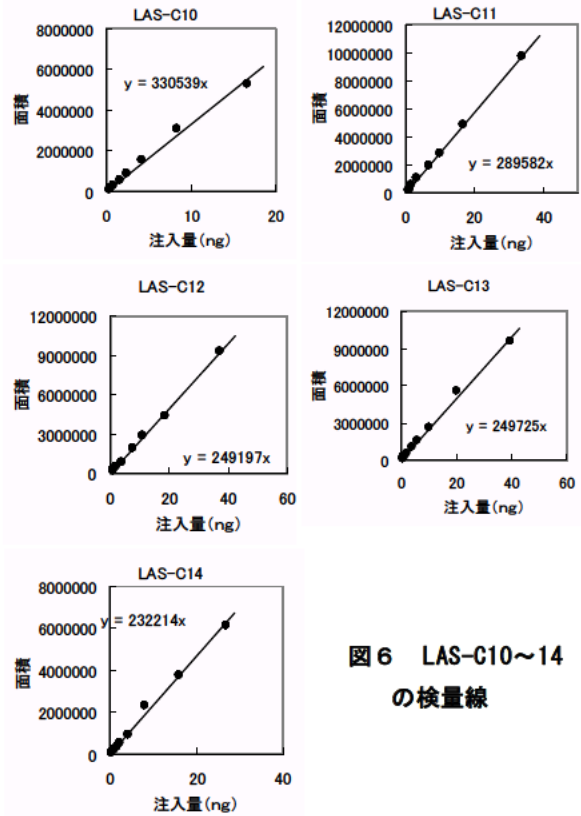 LAS-C10
8000000
6000000
4000000
2000000
0
面積
y = 330539x
0 10 20
注入量(ng)
LAS-C11
12000000
10000000
8000000
6000000
4000000
2000000
0
面積
y = 289582x
0 20 40
注入量(ng)
LAS-C12
12000000
9000000
6000000
3000000
0
面積
y = 249197x
0 20 40 60
注入量(ng)
LAS-C13
12000000
9000000
6000000
3000000
0
面積
y = 249725x
0 20 40 60
注入量(ng)
LAS-C14
8000000
6000000
4000000
2000000
0
面積
y = 232214x
0 20 40
注入量(ng)
図6 LAS-C10~14
の検量線